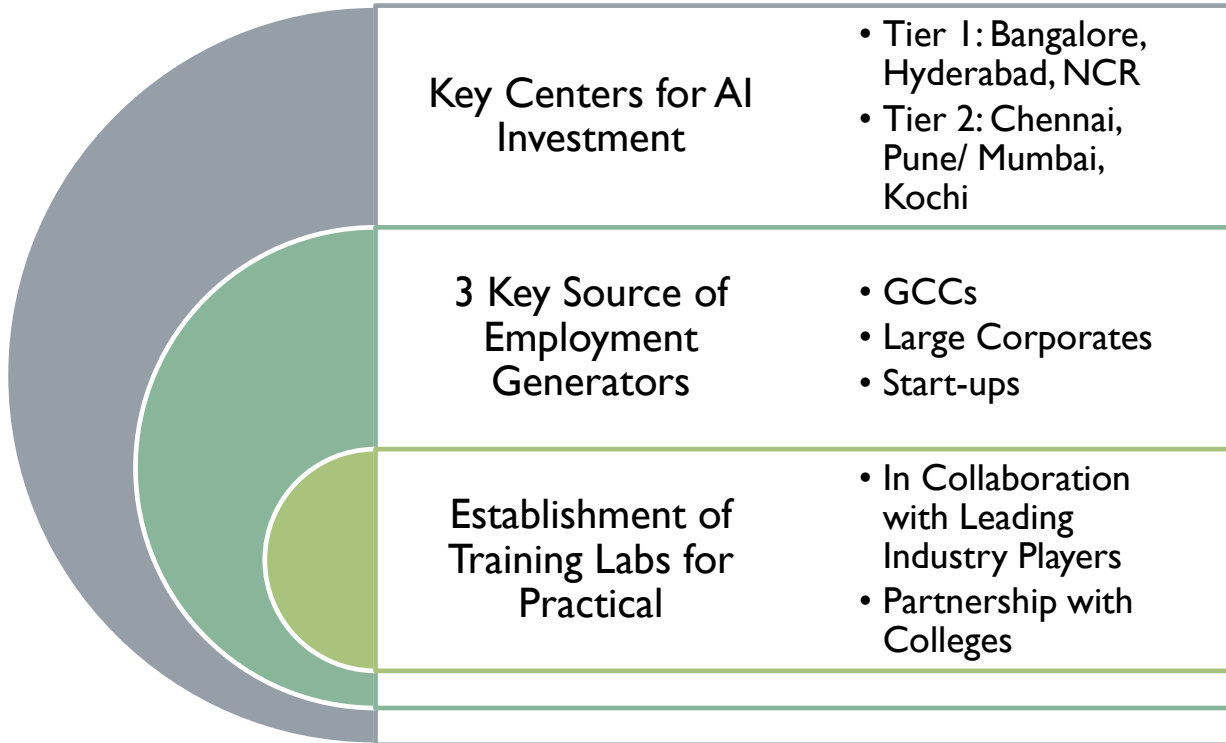 Key Centers for AI
Investment
• Tier 1: Bangalore,
Hyderabad, NCR
• Tier 2: Chennai,
Pune/ Mumbai,
Kochi
3 Key Source of
Employment
Generators
• GCCs
• Large Corporates
• Start-ups
Establishment of
Training Labs for
Practical
• In Collaboration
with Leading
Industry Players
• Partnership with
Colleges